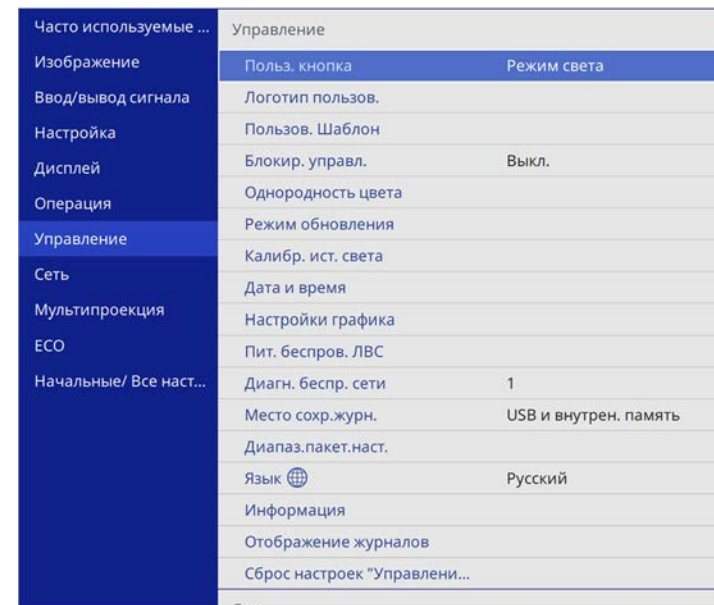 Часто используемые ...
Изображение
Ввод/вывод сигнала
Настройка
Дисплей
Операция
Управление
Сеть
Мультипроекция
ECO
Начальные/ Все наст...
Управление
Польз. кнопка Режим света
Логотип пользов.
Пользов. Шаблон
Блокир. управл. Выкл.
Однородность цвета
Режим обновления
Калибр. ист. света
Дата и время
Настройки графика
Пит. беспров. ЛВС
Диагн. беспр. сети 1
Место сохр.журн. USB и внутрен. память
Диапаз.пакет.наст.
Язык Русский
Информация
Отображение журналов
Сброс настроек "Управлени...